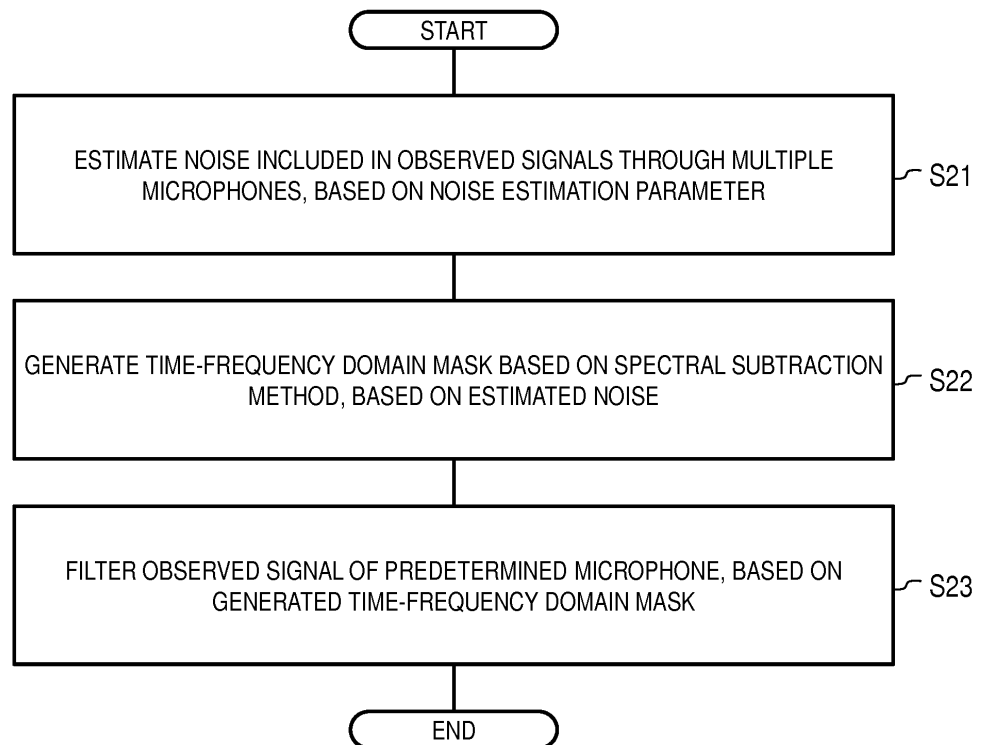 START
ESTIMATE NOISE INCLUDED IN OBSERVED SIGNALS THROUGH MULTIPLE
MICROPHONES, BASED ON NOISE ESTIMATION PARAMETER
S21
GENERATE TIME-FREQUENCY DOMAIN MASK BASED ON SPECTRAL SUBTRACTION
METHOD, BASED ON ESTIMATED NOISE
S22
FILTER OBSERVED SIGNAL OF PREDETERMINED MICROPHONE, BASED ON
GENERATED TIME-FREQUENCY DOMAIN MASK
S23
END